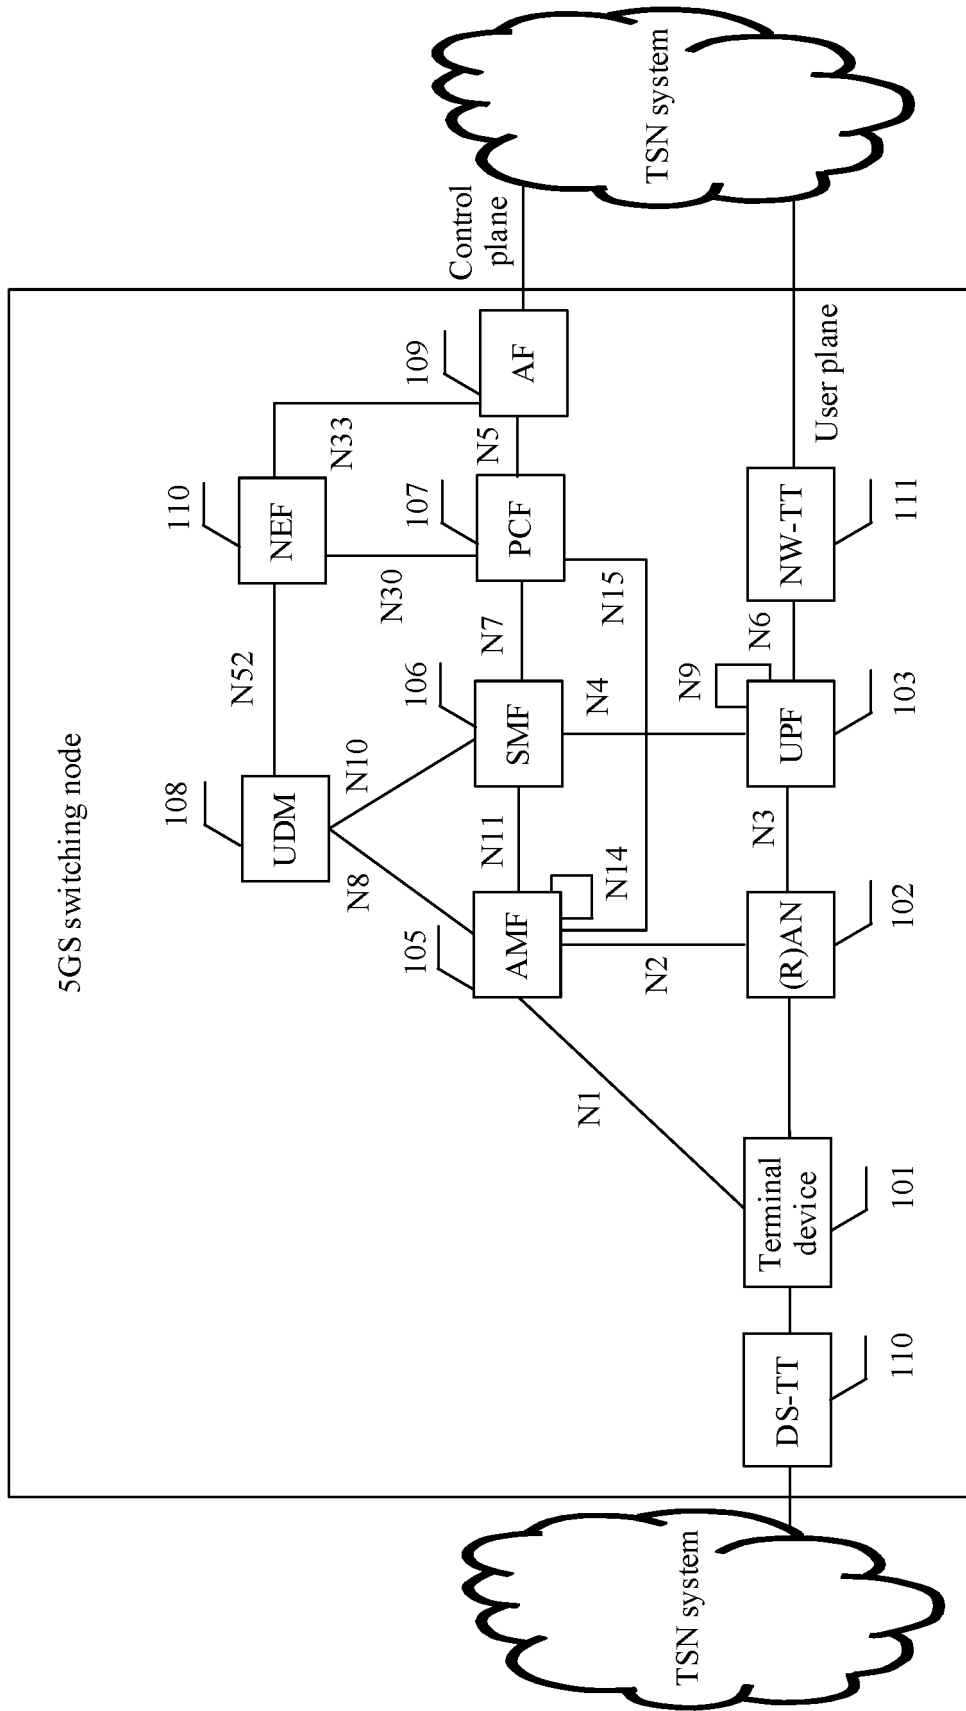 5GS switching node
108
UDM
N52
110
NEF
N33
N8
N10
N30
109
AF
Control
plane
105
AMF
N11
106
SMF
N7
107
PCF
N5
N14
N15
N1
N2
N4
N9
TSN system
TSN system
DS-TT
110
Terminal
device
101
(R)AN
102
N3
UPF
103
N6
NW-TT
111
User plane